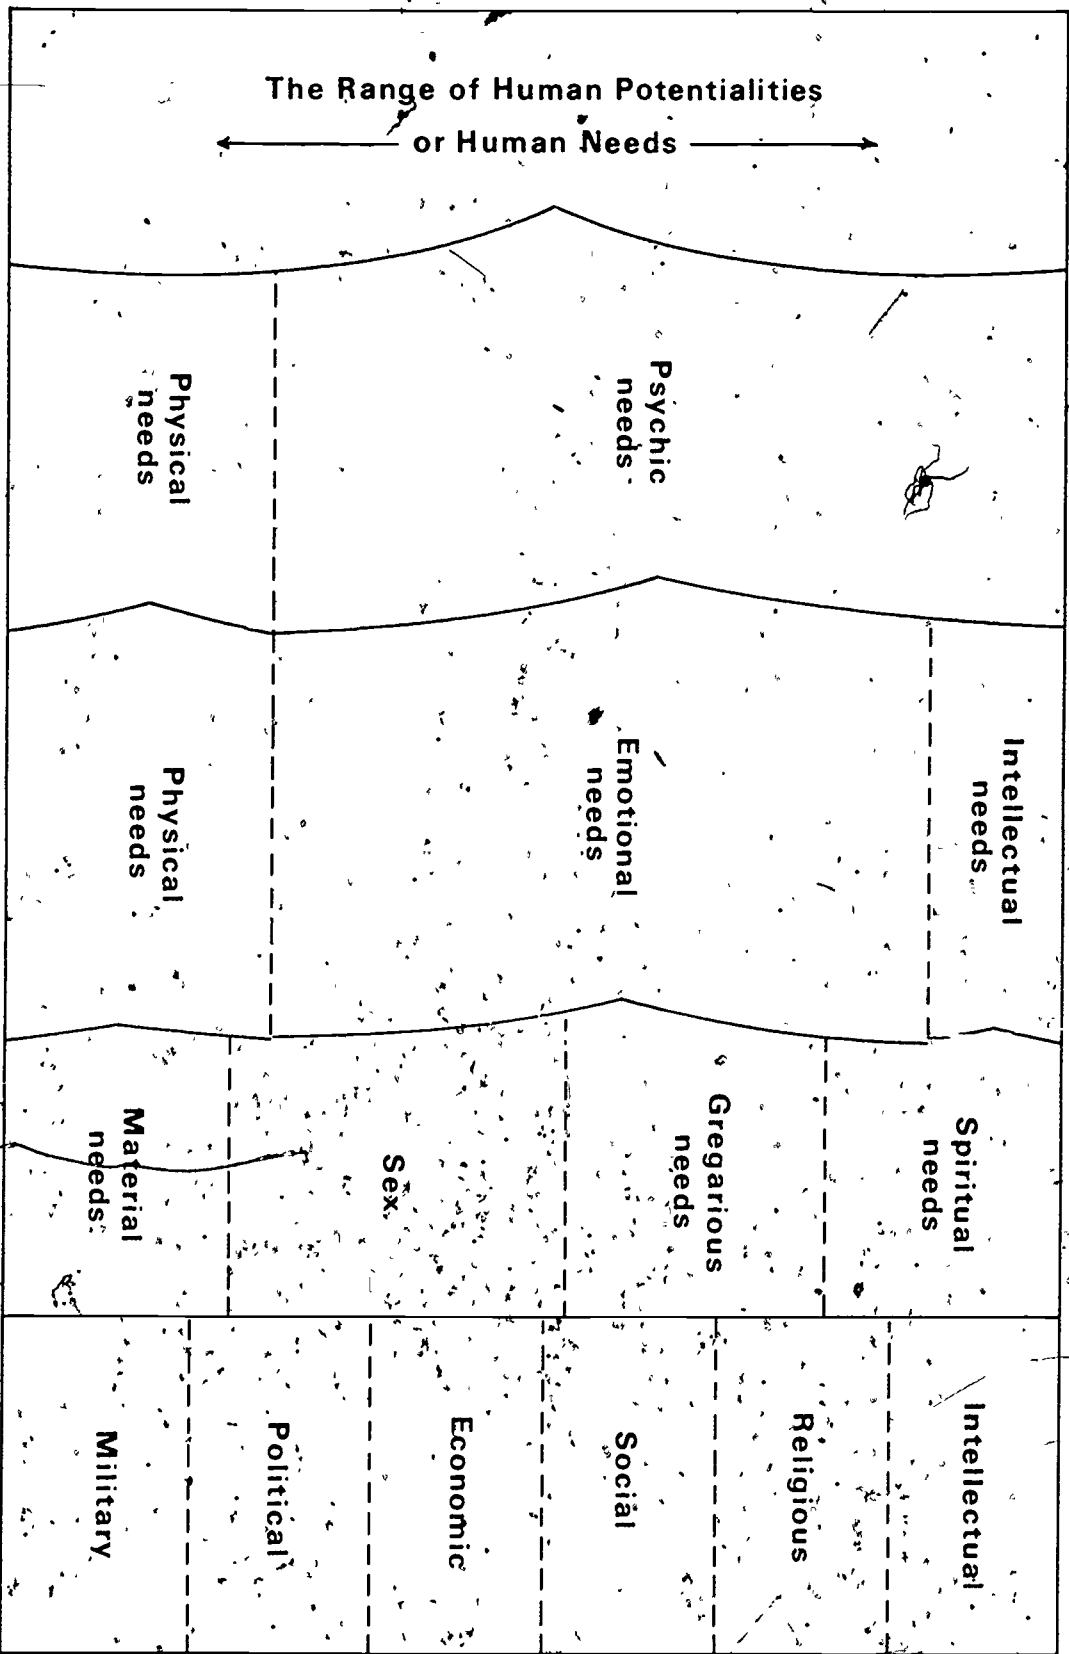 The Range of Human Potentialities
or Human Needs
Physical
needs
Psychic
needs
Physical
needs
Emotional
needs
Intellectual
needs
Material
needs
Sex
Gregarious
needs
Spiritual
needs
Military
Political
Economic
Social
Religious
Intellectual